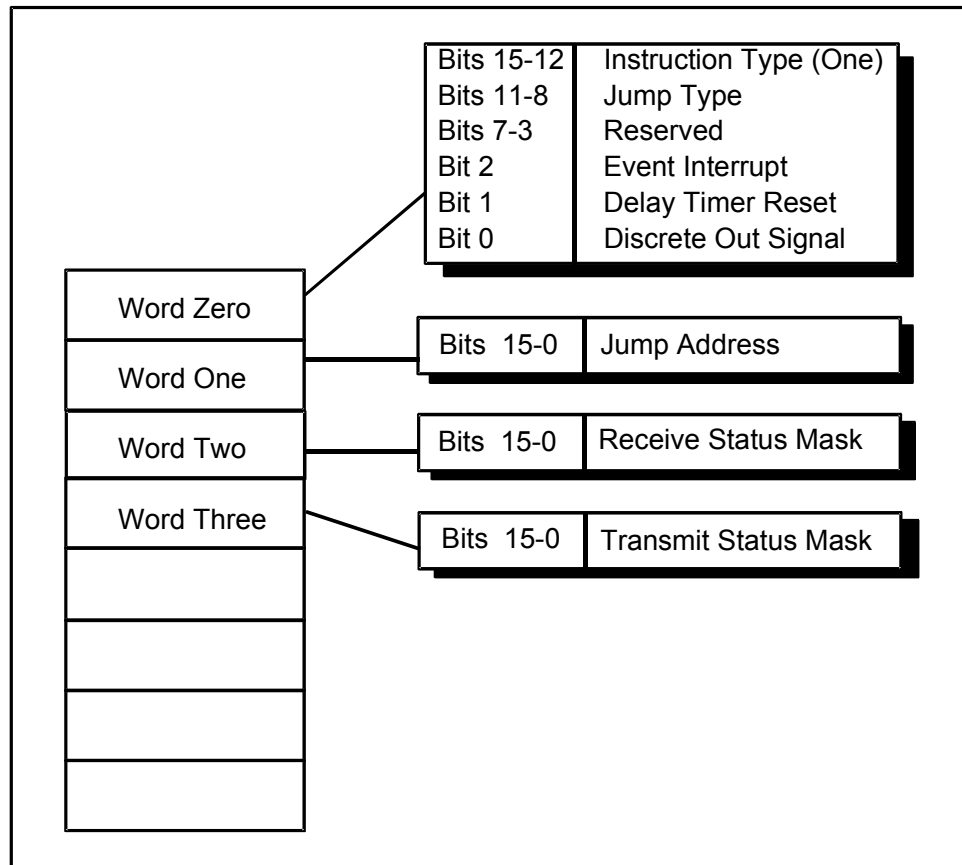 Bits 15-12 Instruction Type (One)
Bits 11-8 Jump Type
Bits 7-3 Reserved
Bit 2 Event Interrupt
Bit 1 Delay Timer Reset
Bit 0 Discrete Out Signal
Word Zero
Bits 15-0 Jump Address
Word One
Bits 15-0 Receive Status Mask
Word Two
Word Three
Bits 15-0 Transmit Status Mask